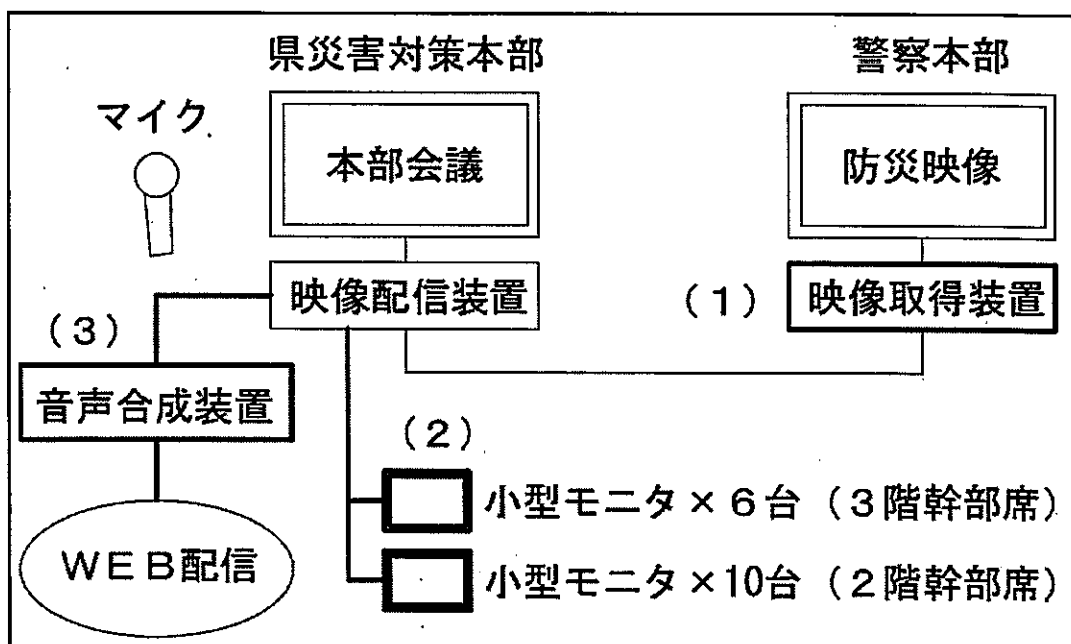 県災害対策本部
警察本部
マイク
本部会議
防災映像
映像配信装置
(1)
映像取得装置
(3)
音声合成装置
(2)
小型モニタ×6台(3階幹部席)
WEB配信
小型モニタ×10台(2階幹部席)